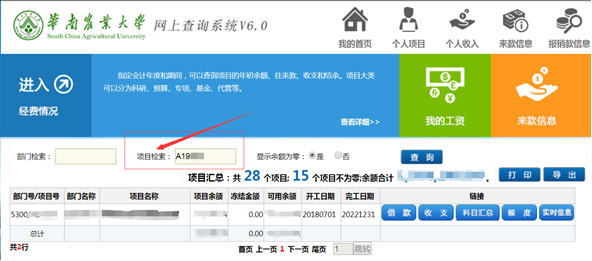 華南農業大學
South China Agricultural University
网上查询系统V6.0
我的首页 个人项目 个人收入 来款信息 报销款信息
进入
经费情况
指定会计年度和期间，可以查询项目的年初余额、往来款、收支和结余。项目大类
可以分为科研、预算、专项、基金、代管等。
查看详细>>
我的工资
来款信息
部门检索： 项目检索： A19 显示余额为零： 是 否 查 询
项目汇总：共 28 个项目; 15 个项目不为零;余额合计
打 印 导 出
部门号/项目号 部门名称 项目名称 项目余额 冻结金额 可用余额 开工日期 完工日期 链接
5300/ 0.00 20180701 20221231 借 款 收 支 科目汇总 额 度 实时信息
总计 0.00
共2行 首页 上一页 1 下一页 尾页 1 跳转